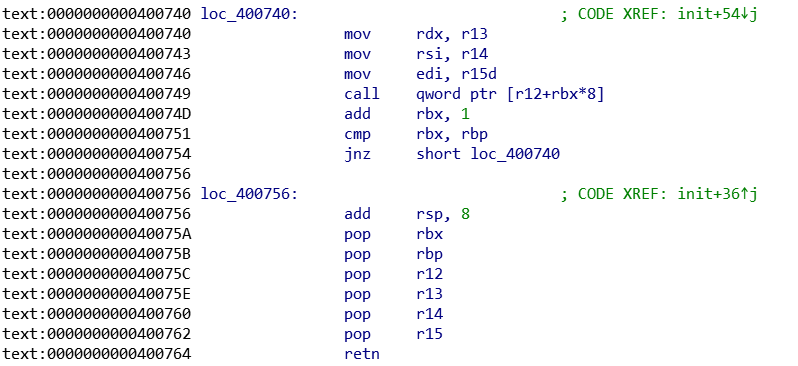 text:0000000000400740 loc_400740: ; CODE XREF: init+54↓j
text:0000000000400740 mov rdx, r13
text:0000000000400743 mov rsi, r14
text:0000000000400746 mov edi, r15d
text:0000000000400749 call qword ptr [r12+rbx*8]
text:000000000040074D add rbx, 1
text:0000000000400751 cmp rbx, rbp
text:0000000000400754 jnz short loc_400740
text:0000000000400756
text:0000000000400756 loc_400756: ; CODE XREF: init+36↑j
text:0000000000400756 add rsp, 8
text:000000000040075A pop rbx
text:000000000040075B pop rbp
text:000000000040075C pop r12
text:000000000040075E pop r13
text:0000000000400760 pop r14
text:0000000000400762 pop r15
text:0000000000400764 retn